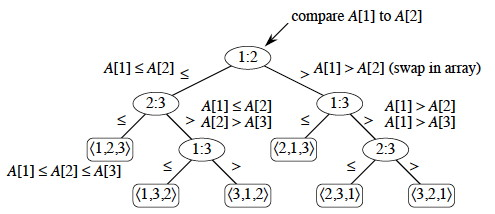 compare A[1] to A[2]
1:2
A[1] ≤ A[2] ≤ > A[1] > A[2] (swap in array)
2:3 1:3
A[1] ≤ A[2] A[1] > A[2]
≤ > A[2] > A[3] ≤ > A[1] > A[3]
⟨1,2,3⟩ 1:3 ⟨2,1,3⟩ 2:3
A[1] ≤ A[2] ≤ A[3] ≤ > ≤ >
⟨1,3,2⟩ ⟨3,1,2⟩ ⟨2,3,1⟩ ⟨3,2,1⟩